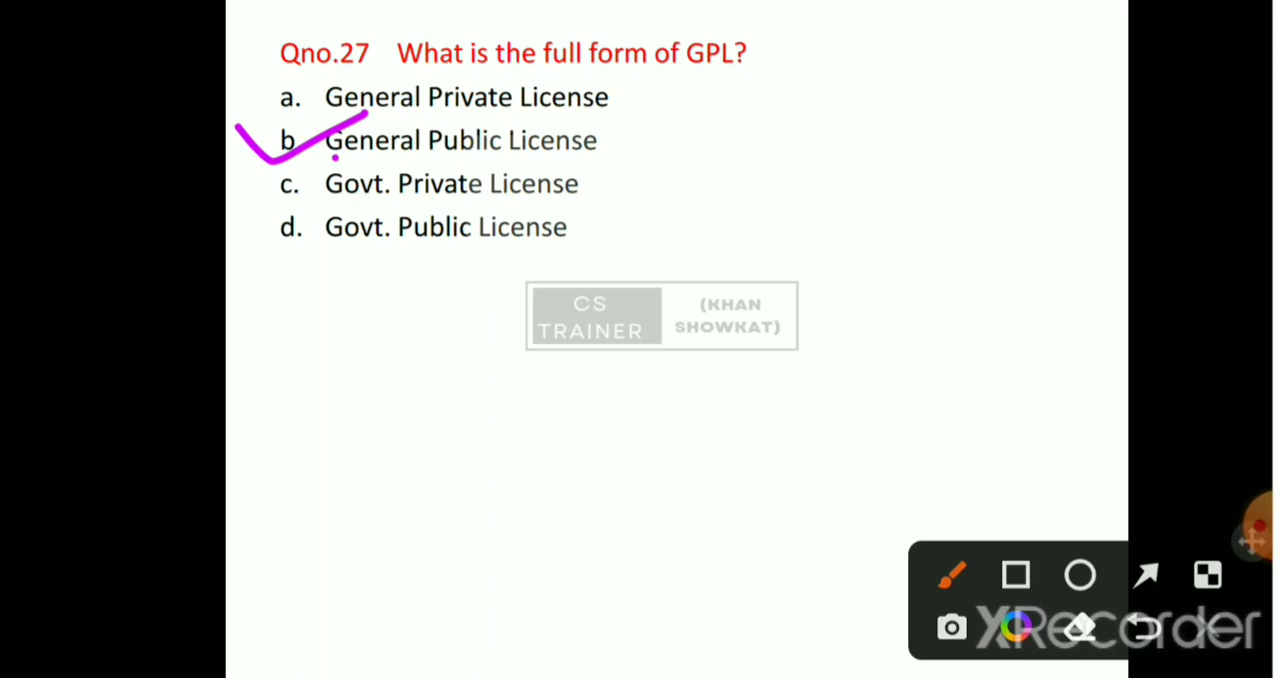 Qno.27 What is the full form of GPL?
a. General Private License
b. General Public License
c. Govt. Private License
d. Govt. Public License
CS TRAINER
(KHAN SHOWKAT)
XRecorder